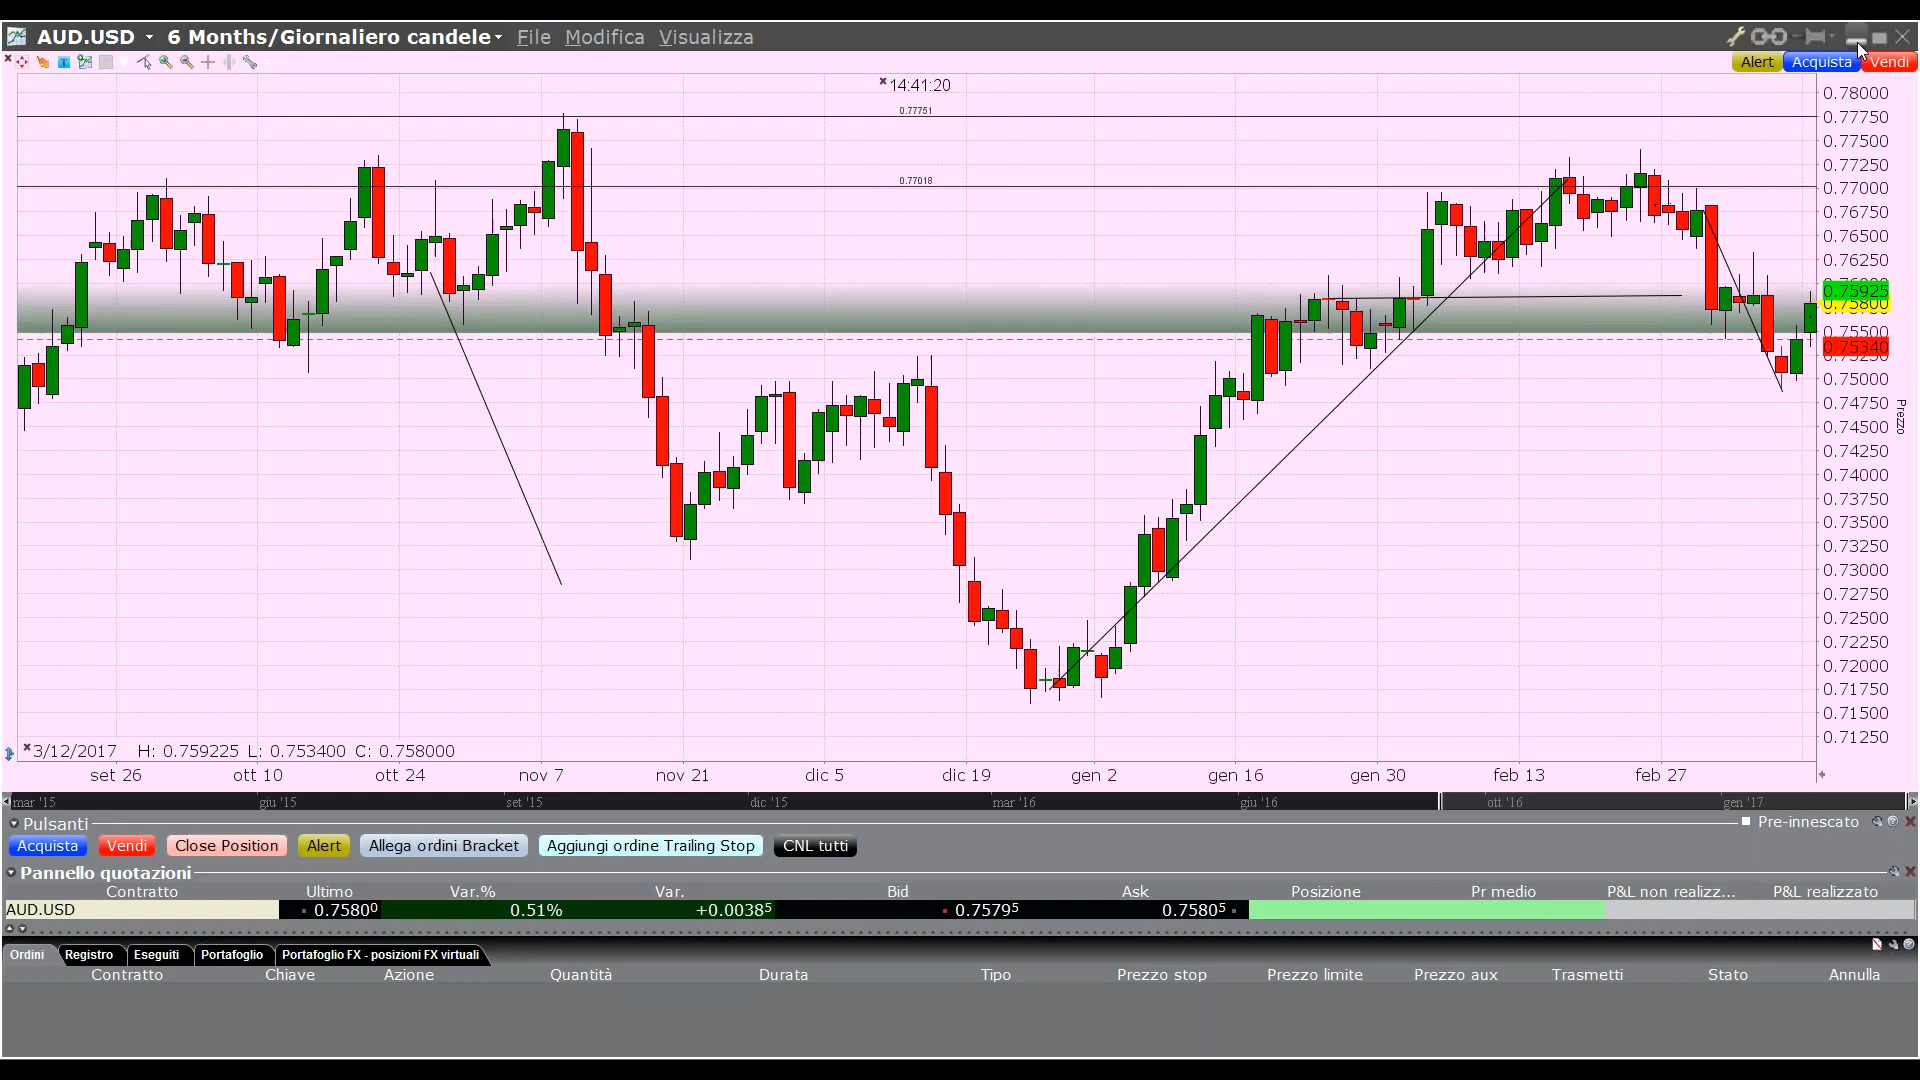 AUD.USD 6 Months/Giornaliero candele File Modifica Visualizza
Alert Acquista Vendi
14:41:20
0.77751
0.77018
0.78000
0.77750
0.77500
0.77250
0.77000
0.76750
0.76500
0.76250
0.75925
0.75800
0.75500
0.75340
0.75250
0.75000
0.74750
0.74500
0.74250
0.74000
0.73750
0.73500
0.73250
0.73000
0.72750
0.72500
0.72250
0.72000
0.71750
0.71500
0.71250
Prezzo
3/12/2017 H: 0.759225 L: 0.753400 C: 0.758000
set 26 ott 10 ott 24 nov 7 nov 21 dic 5 dic 19 gen 2 gen 16 gen 30 feb 13 feb 27
mar '15 giu '15 set '15 dic '15 mar '16 giu '16 ott '16 gen '17
Pulsanti Pre-innescato
Acquista Vendi Close Position Alert Allega ordini Bracket Aggiungi ordine Trailing Stop CNL tutti
Pannello quotazioni
Contratto Ultimo Var.% Var. Bid Ask Posizione Pr medio P&L non realizz... P&L realizzato
AUD.USD 0.75800 0.51% +0.00385 0.75795 0.75805
Ordini Registro Eseguiti Portafoglio Portafoglio FX - posizioni FX virtuali
Contratto Chiave Azione Quantità Durata Tipo Prezzo stop Prezzo limite Prezzo aux Trasmetti Stato Annulla